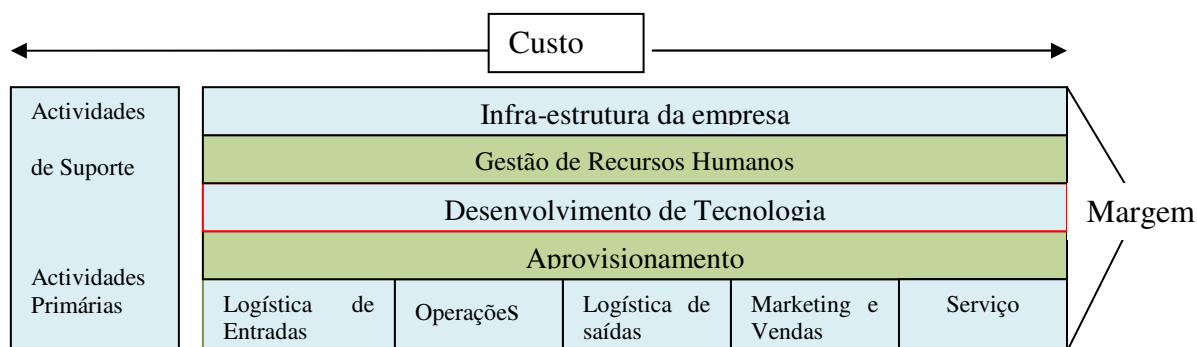 Custo
Actividades
de Suporte
Infra-estrutura da empresa
Gestão de Recursos Humanos
Desenvolvimento de Tecnologia
Aprovisionamento
Margem
Actividades
Primárias
Logística de
Entradas
OperaçõeS
Logística de
saídas
Marketing e
Vendas
Serviço